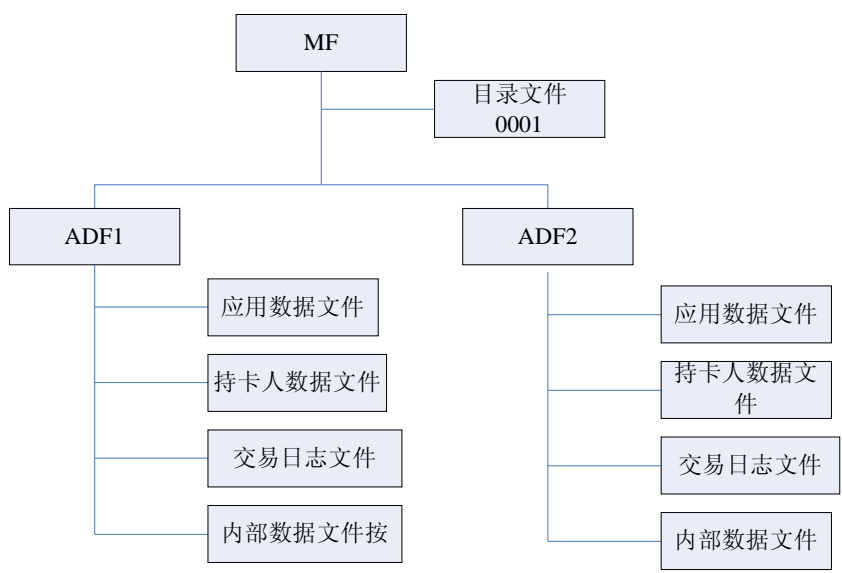 MF
目录文件
0001
ADF1
ADF2
应用数据文件
持卡人数据文件
交易日志文件
内部数据文件按
应用数据文件
持卡人数据文
件
交易日志文件
内部数据文件